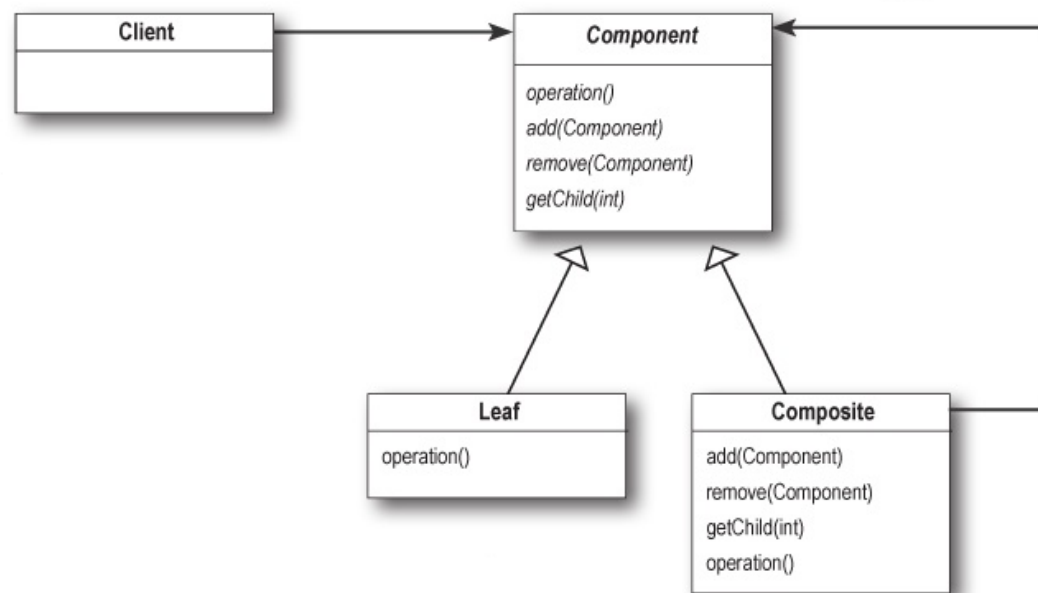 Client
Component
operation()
add(Component)
remove(Component)
getChild(int)
Leaf
operation()
Composite
add(Component)
remove(Component)
getChild(int)
operation()